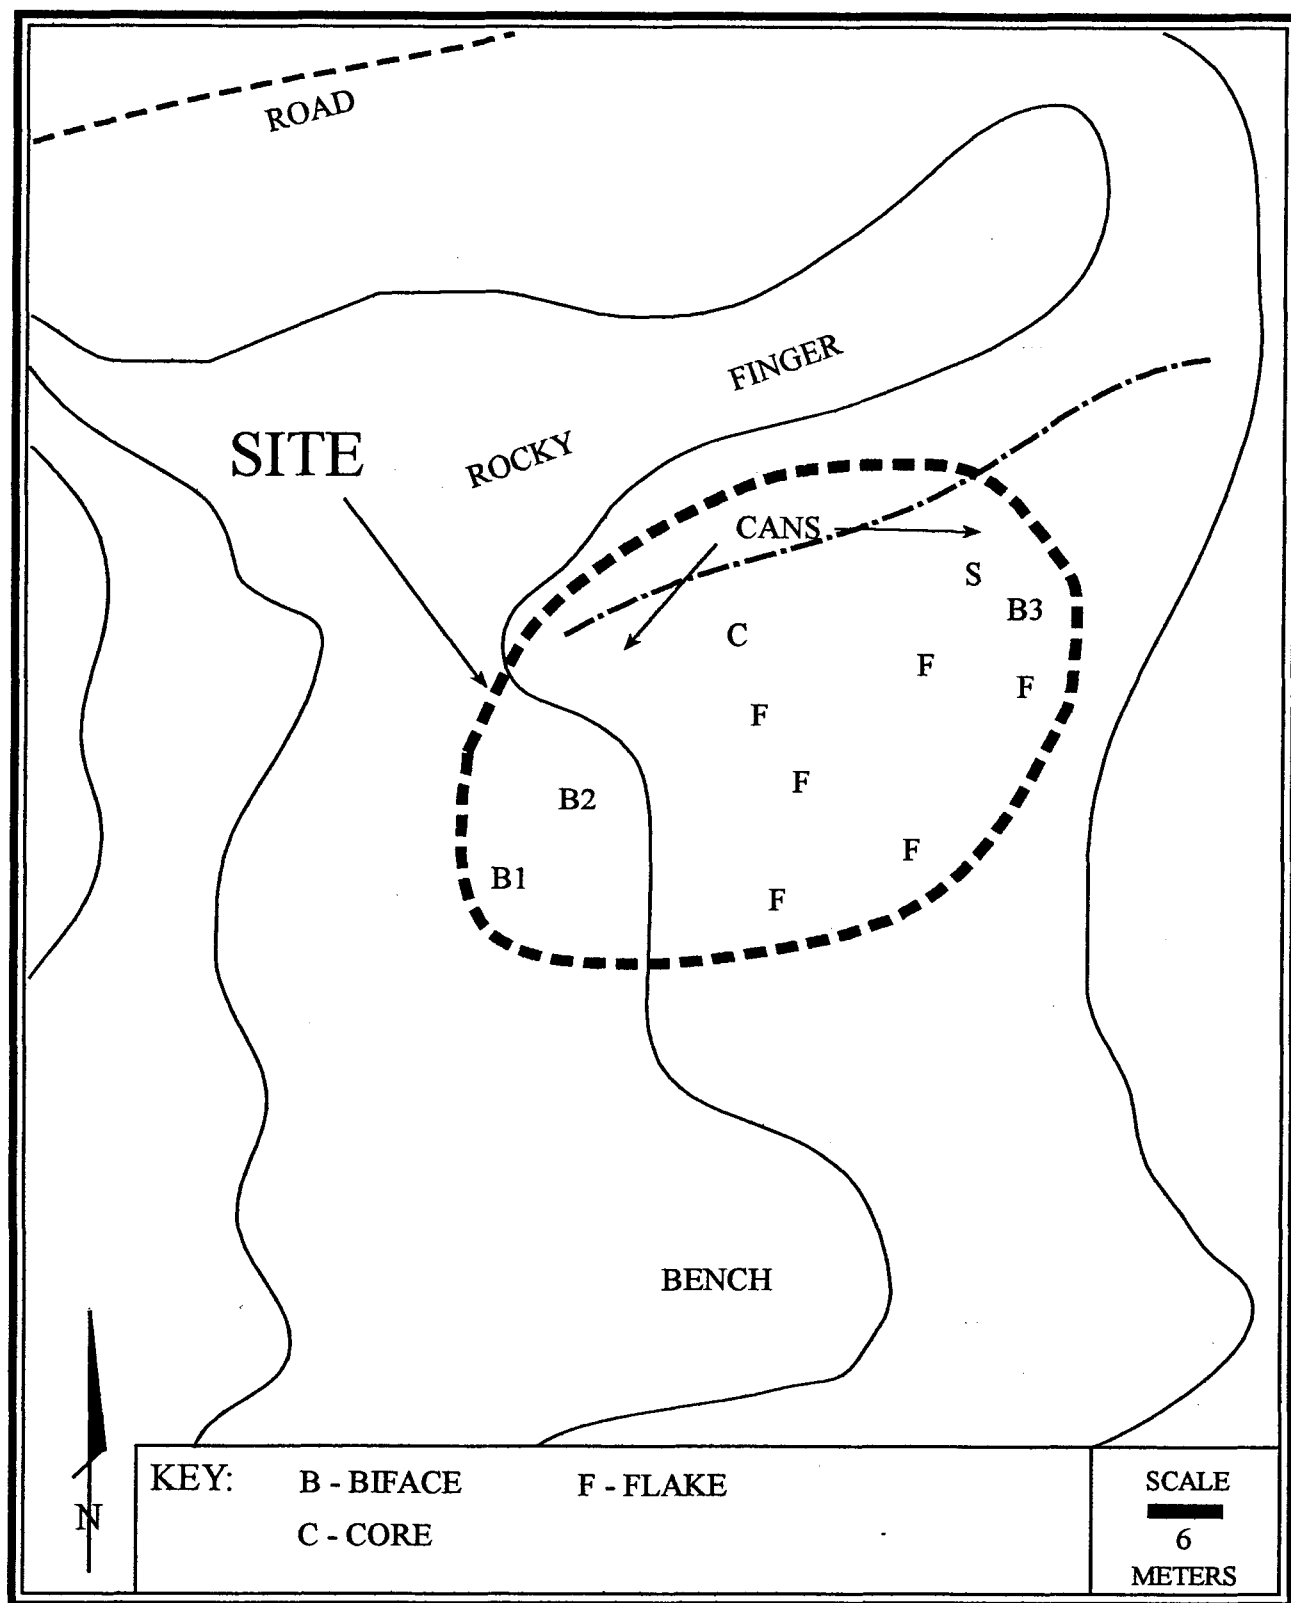 ROAD
FINGER
ROCKY
SITE
CANS
S
B3
C
F
F
F
F
B2
F
B1
F
BENCH
N
KEY: B - BIFACE F - FLAKE
C - CORE
SCALE
6
METERS